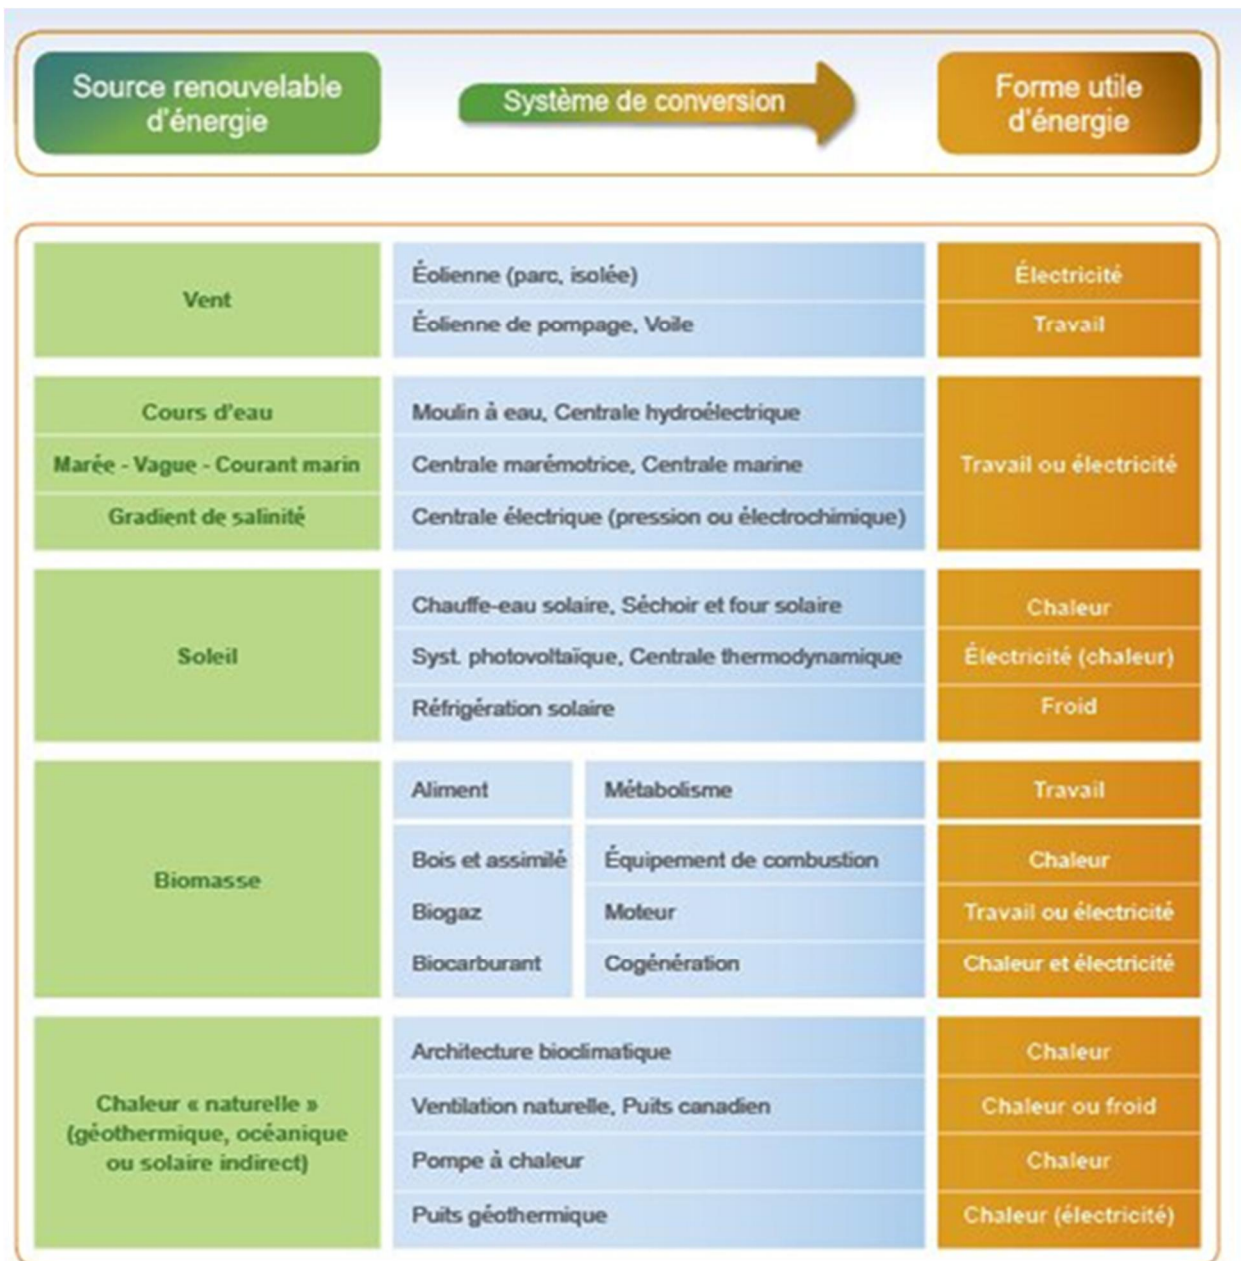 Source renouvelable
d'énergie
Système de conversion
Forme utile
d'énergie
Vent
Éolienne (parc, isolée)
Électricité
Éolienne de pompage, Voile
Travail
Cours d'eau
Moulin à eau, Centrale hydroélectrique
Marée - Vague - Courant marin
Centrale marémotrice, Centrale marine
Travail ou électricité
Gradient de salinité
Centrale électrique (pression ou électrochimique)
Soleil
Chauffe-eau solaire, Séchoir et four solaire
Chaleur
Syst. photovoltaïque, Centrale thermodynamique
Électricité (chaleur)
Réfrigération solaire
Froid
Biomasse
Aliment
Métabolisme
Travail
Bois et assimilé
Équipement de combustion
Chaleur
Biogaz
Moteur
Travail ou électricité
Biocarburant
Cogénération
Chaleur et électricité
Chaleur « naturelle »
(géothermique, océanique
ou solaire indirect)
Architecture bioclimatique
Chaleur
Ventilation naturelle, Puits canadien
Chaleur ou froid
Pompe à chaleur
Chaleur
Puits géothermique
Chaleur (électricité)